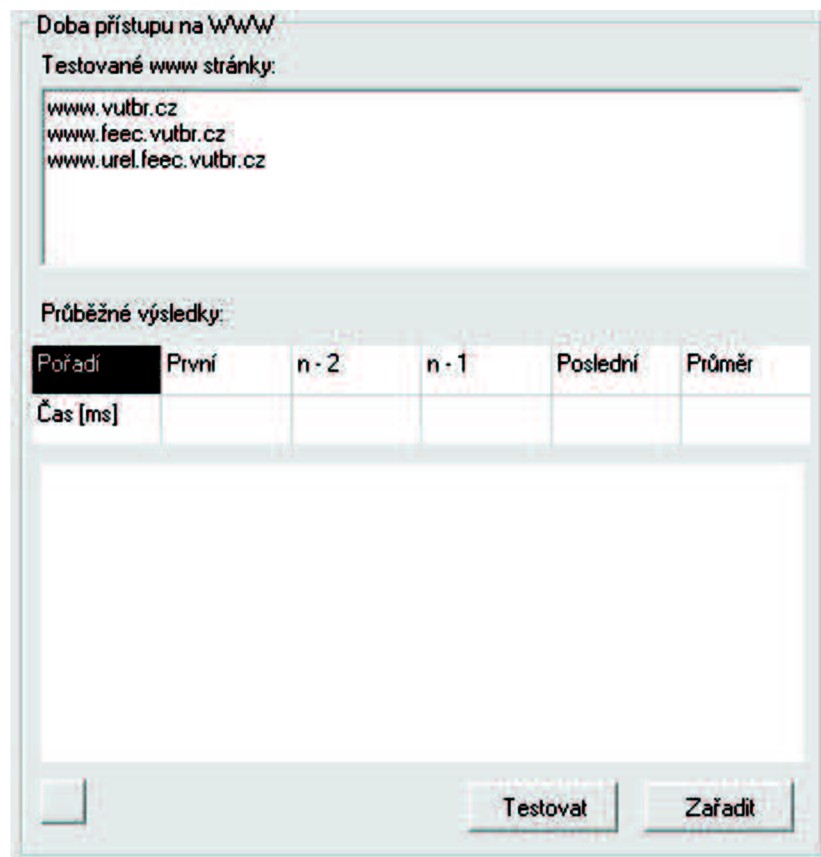 Doba přístupu na WWW
Testované www stránky:
www.vutbr.cz
www.feec.vutbr.cz
www.urel.feec.vutbr.cz
Průběžné výsledky:
Pořadí První n - 2 n - 1 Poslední Průměr
Čas [ms]
Testovat Zařadit